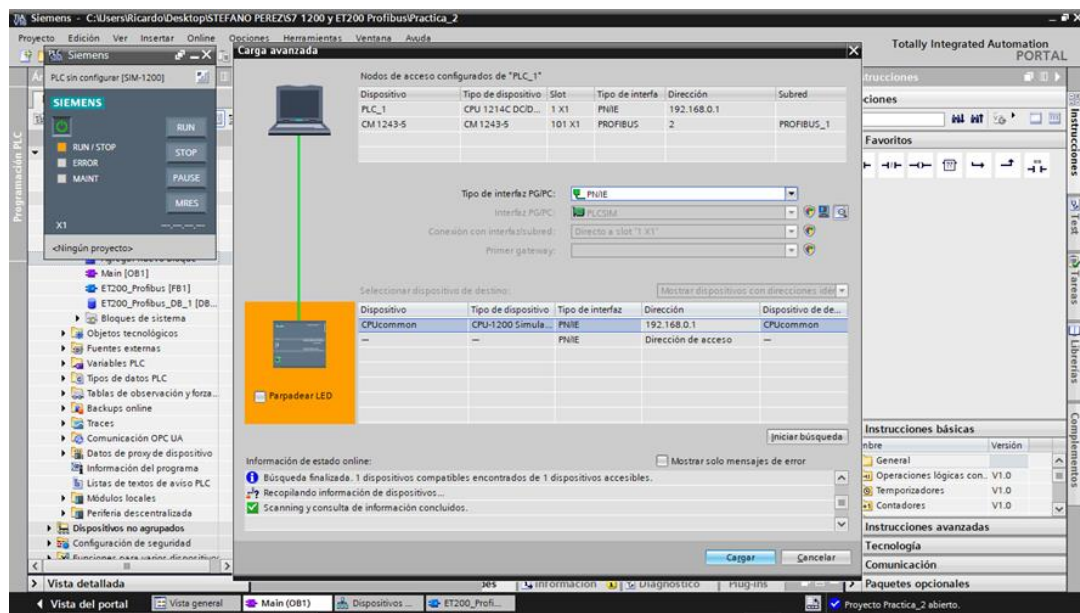 Siemens - C:\Users\Ricardo\Desktop\STEFANO PEREZ\S7 1200 y ET200 Profibus\Practica_2
Proyecto Edición Ver Insertar Online Opciones Herramientas Ventana Ayuda
Totally Integrated Automation
PORTAL
Siemens
PLC sin configurar [SIM-1200]
SIEMENS
RUN
RUN / STOP
STOP
ERROR
MAINT
PAUSE
MRES
X1
<Ningún proyecto>
Programación PLC
Main [OB1]
ET200_Profibus [FB1]
ET200_Profibus_DB_1 [DB...
Bloques de sistema
Objetos tecnológicos
Fuentes externas
Variables PLC
Tipos de datos PLC
Tablas de observación y forza...
Backups online
Traces
Comunicación OPC UA
Datos de proxy de dispositivo
Información del programa
Listas de textos de aviso PLC
Módulos locales
Periferia descentralizada
Dispositivos no agrupados
Configuración de seguridad
Vista detallada
Carga avanzada
Nodos de acceso configurados de "PLC_1"
Dispositivo Tipo de dispositivo Slot Tipo de interfa Dirección Subred
PLC_1 CPU 1214C DC/D... 1 X1 PN/IE 192.168.0.1
CM 1243-5 CM 1243-5 101 X1 PROFIBUS 2 PROFIBUS_1
Tipo de interfaz PG/PC: PN/IE
Interfaz PG/PC: PLCSIM
Conexión con interfaz/subred: Directo a slot '1 X1'
Primer gateway:
Seleccionar dispositivo de destino: Mostrar dispositivos con direcciones idén
Dispositivo Tipo de dispositivo Tipo de interfaz Dirección Dispositivo de de...
CPUcommon CPU-1200 Simula... PN/IE 192.168.0.1 CPUcommon
— — PN/IE Dirección de acceso —
Parpadear LED
Iniciar búsqueda
Información de estado online:
Mostrar solo mensajes de error
Búsqueda finalizada. 1 dispositivos compatibles encontrados de 1 dispositivos accesibles.
Recopilando información de dispositivos...
Scanning y consulta de información concluidos.
Cargar
Cancelar
Favoritos
Instrucciones básicas
Versión
General
Operaciones lógicas con.. V1.0
Temporizadores V1.0
Contadores V1.0
Instrucciones avanzadas
Tecnología
Comunicación
Paquetes opcionales
Instrucciones
Test
Tareas
Librerías
Complementos
Información
Diagnóstico
Plug-ins
Vista del portal
Vista general
Main (OB1)
Dispositivos ...
ET200_Profi...
Proyecto Practica_2 abierto.